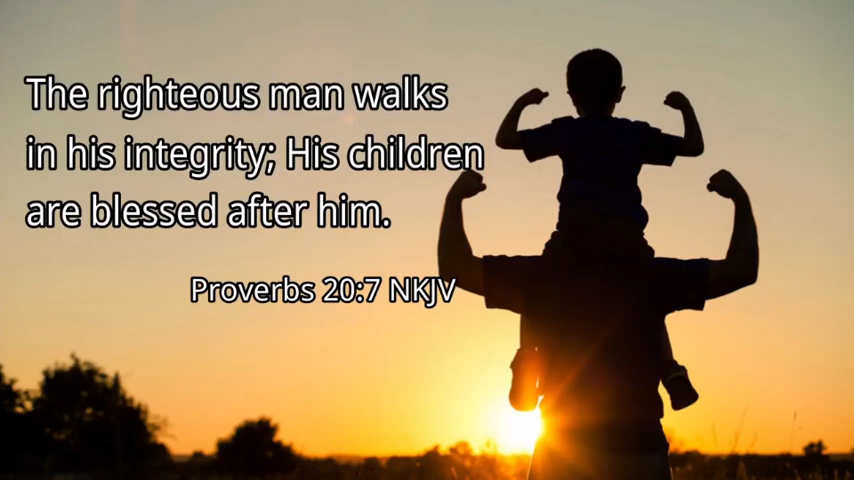 The righteous man walks
in his integrity; His children
are blessed after him.
Proverbs 20:7 NKJV